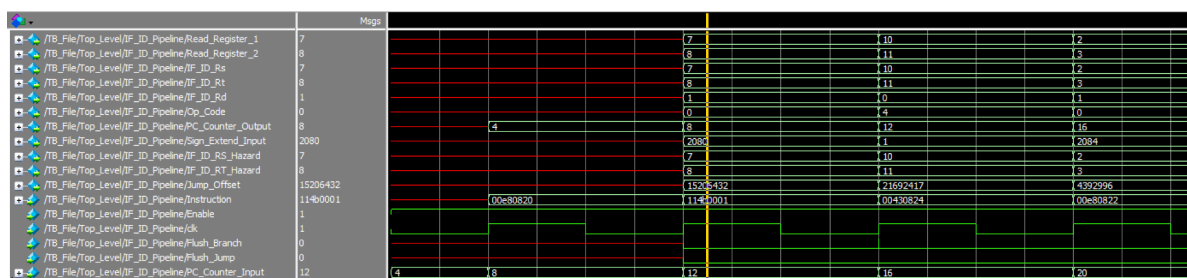 Msgs
/TB_File/Top_Level/IF_ID_Pipeline/Read_Register_1 7 7 10 2
/TB_File/Top_Level/IF_ID_Pipeline/Read_Register_2 8 8 11 3
/TB_File/Top_Level/IF_ID_Pipeline/IF_ID_Rs 7 7 10 2
/TB_File/Top_Level/IF_ID_Pipeline/IF_ID_Rt 8 8 11 3
/TB_File/Top_Level/IF_ID_Pipeline/IF_ID_Rd 1 1 0 1
/TB_File/Top_Level/IF_ID_Pipeline/Op_Code 0 0 4 0
/TB_File/Top_Level/IF_ID_Pipeline/PC_Counter_Output 8 4 8 12 16
/TB_File/Top_Level/IF_ID_Pipeline/Sign_Extend_Input 2080 2080 1 2084
/TB_File/Top_Level/IF_ID_Pipeline/IF_ID_RS_Hazard 7 7 10 2
/TB_File/Top_Level/IF_ID_Pipeline/IF_ID_RT_Hazard 8 8 11 3
/TB_File/Top_Level/IF_ID_Pipeline/Jump_Offset 15206432 15206432 21692417 4392996
/TB_File/Top_Level/IF_ID_Pipeline/Instruction 114b0001 00e80820 114b0001 00430824 00e80822
/TB_File/Top_Level/IF_ID_Pipeline/Enable 1
/TB_File/Top_Level/IF_ID_Pipeline/clk 1
/TB_File/Top_Level/IF_ID_Pipeline/Flush_Branch 0
/TB_File/Top_Level/IF_ID_Pipeline/Flush_Jump 0
/TB_File/Top_Level/IF_ID_Pipeline/PC_Counter_Input 12 4 8 12 16 20